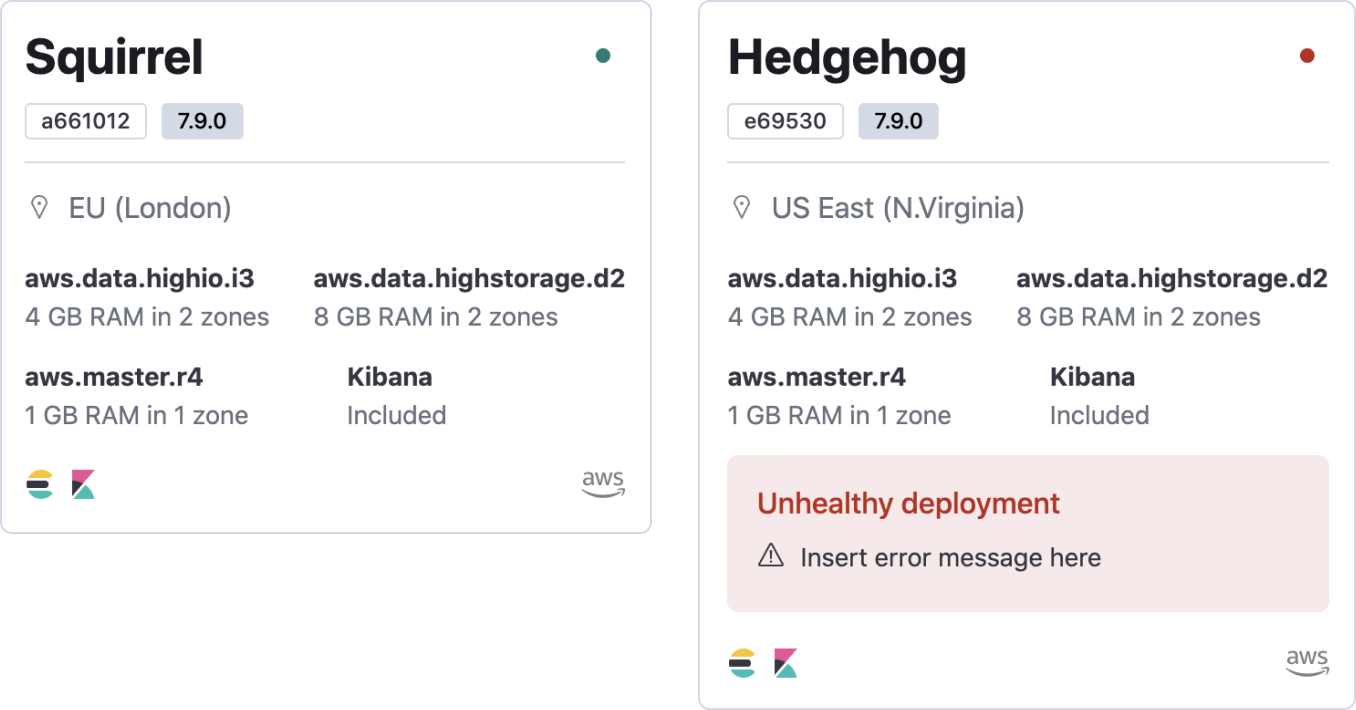 Squirrel
a661012 7.9.0
EU (London)
aws.data.highio.i3 aws.data.highstorage.d2
4 GB RAM in 2 zones 8 GB RAM in 2 zones
aws.master.r4 Kibana
1 GB RAM in 1 zone Included
aws
Hedgehog
e69530 7.9.0
US East (N.Virginia)
aws.data.highio.i3 aws.data.highstorage.d2
4 GB RAM in 2 zones 8 GB RAM in 2 zones
aws.master.r4 Kibana
1 GB RAM in 1 zone Included
Unhealthy deployment
Insert error message here
aws